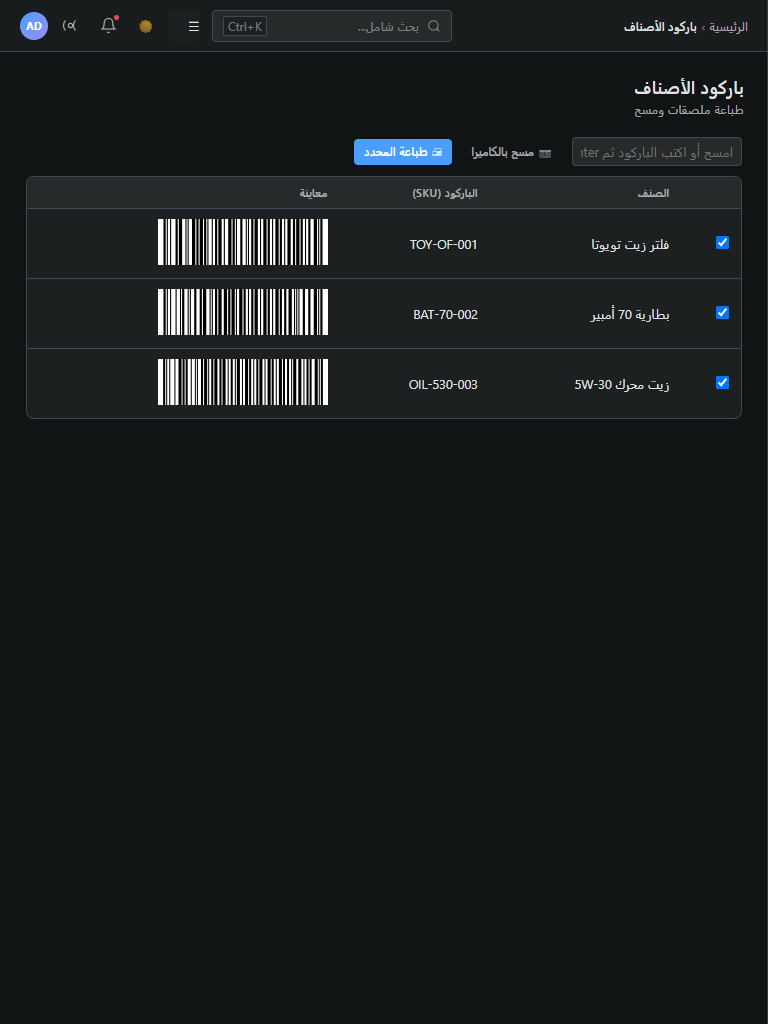 الرئيسية › باركود الأصناف
بحث شامل... Ctrl+K
☰
AD
باركود الأصناف
طباعة ملصقات ومسح
امسح أو اكتب الباركود ثم nter
مسح بالكاميرا
طباعة المحدد
الصنف الباركود (SKU) معاينة
فلتر زيت تويوتا TOY-OF-001
بطارية 70 أمبير BAT-70-002
زيت محرك 5W-30 OIL-530-003